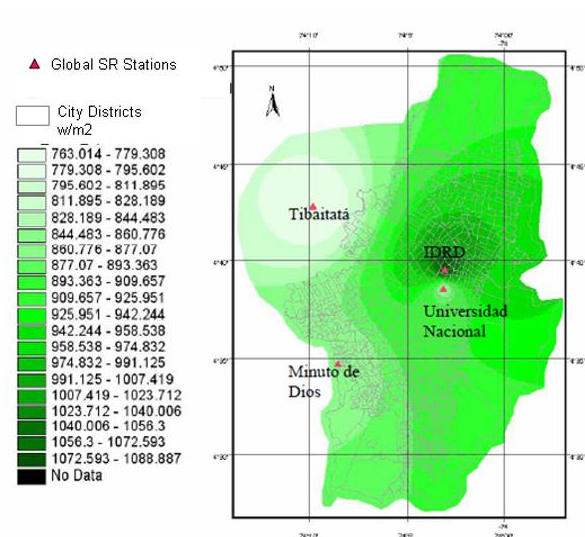 Global SR Stations
City Districts
w/m2
763.014 - 779.308
779.308 - 795.602
795.602 - 811.895
811.895 - 828.189
828.189 - 844.483
844.483 - 860.776
860.776 - 877.07
877.07 - 893.363
893.363 - 909.657
909.657 - 925.951
925.951 - 942.244
942.244 - 958.538
958.538 - 974.832
974.832 - 991.125
991.125 - 1007.419
1007.419 - 1023.712
1023.712 - 1040.006
1040.006 - 1056.3
1056.3 - 1072.593
1072.593 - 1088.887
No Data
N
Tibaitatá
IDRD
Universidad
Nacional
Minuto de
Dios